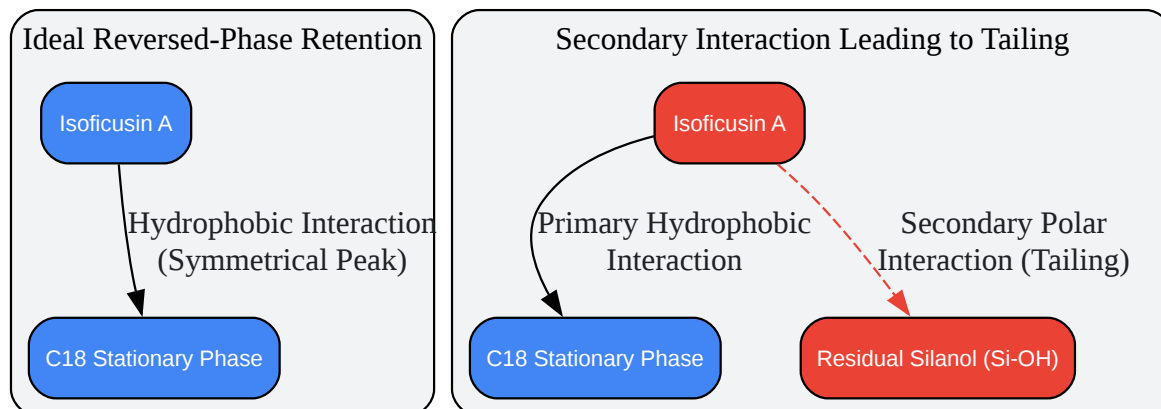 Ideal Reversed-Phase Retention
Isoficusin A
Hydrophobic Interaction
(Symmetrical Peak)
C18 Stationary Phase
Secondary Interaction Leading to Tailing
Isoficusin A
Primary Hydrophobic
Interaction
Secondary Polar
Interaction (Tailing)
C18 Stationary Phase
Residual Silanol (Si-OH)